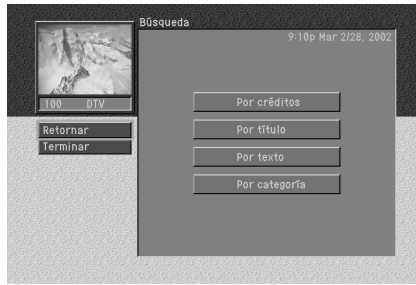 Búsqueda
9:10p Mar 2/28, 2002
100 DTV
Retornar
Terminar
Por créditos
Por título
Por texto
Por categoría